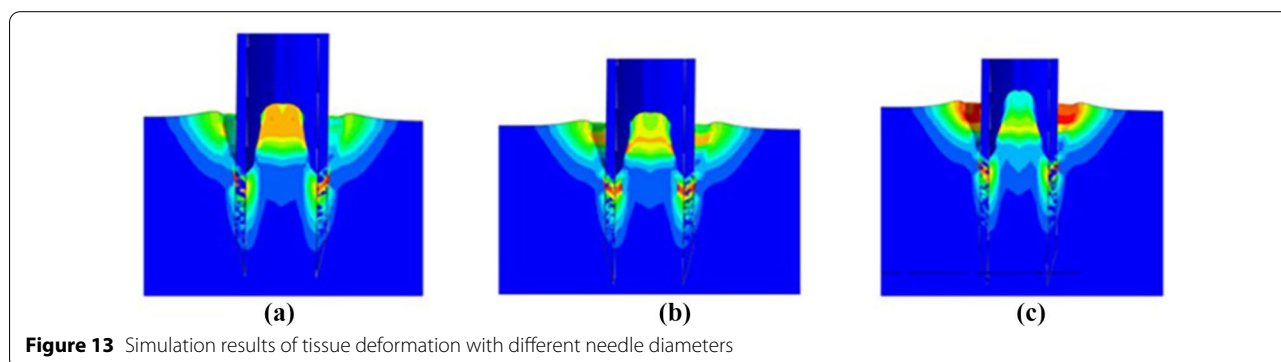 (a) (b) (c)
Figure 13 Simulation results of tissue deformation with different needle diameters